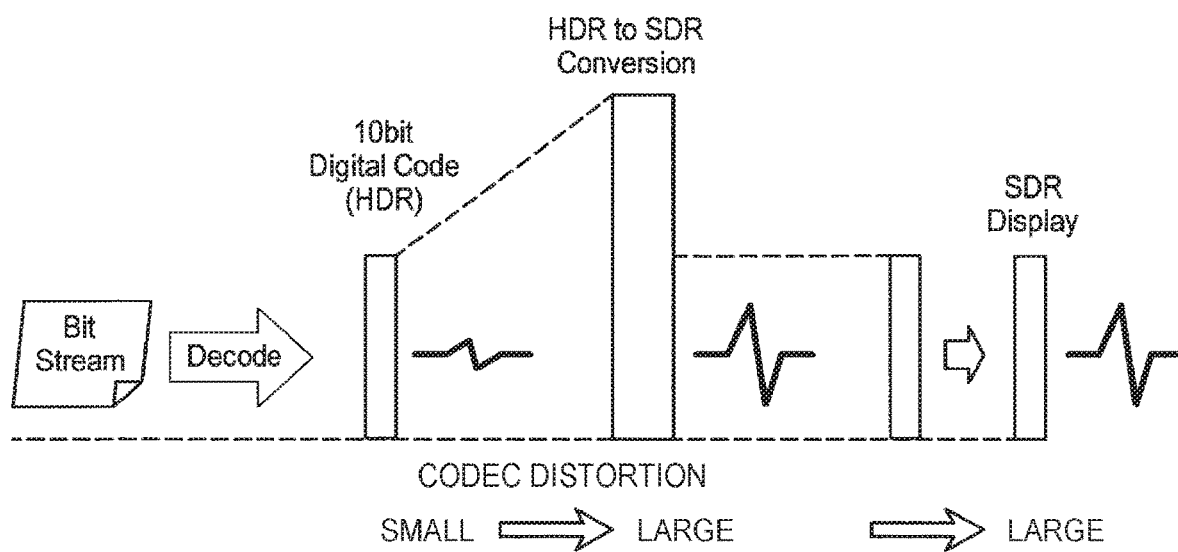 HDR to SDR
Conversion
10bit
Digital Code
(HDR)
SDR
Display
Bit
Stream
Decode
CODEC DISTORTION
SMALL
LARGE
LARGE